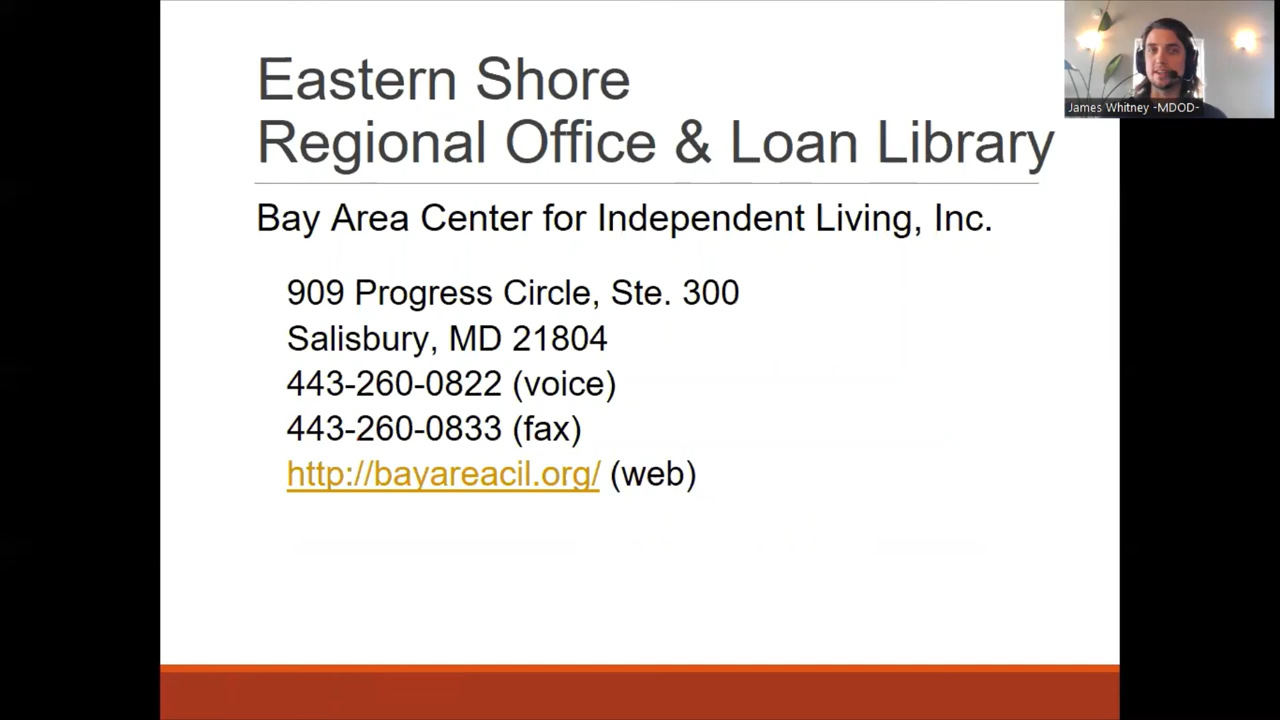 Eastern Shore
Regional Office & Loan Library
James Whitney -MDOD-
Bay Area Center for Independent Living, Inc.
909 Progress Circle, Ste. 300
Salisbury, MD 21804
443-260-0822 (voice)
443-260-0833 (fax)
http://bayareacil.org/ (web)